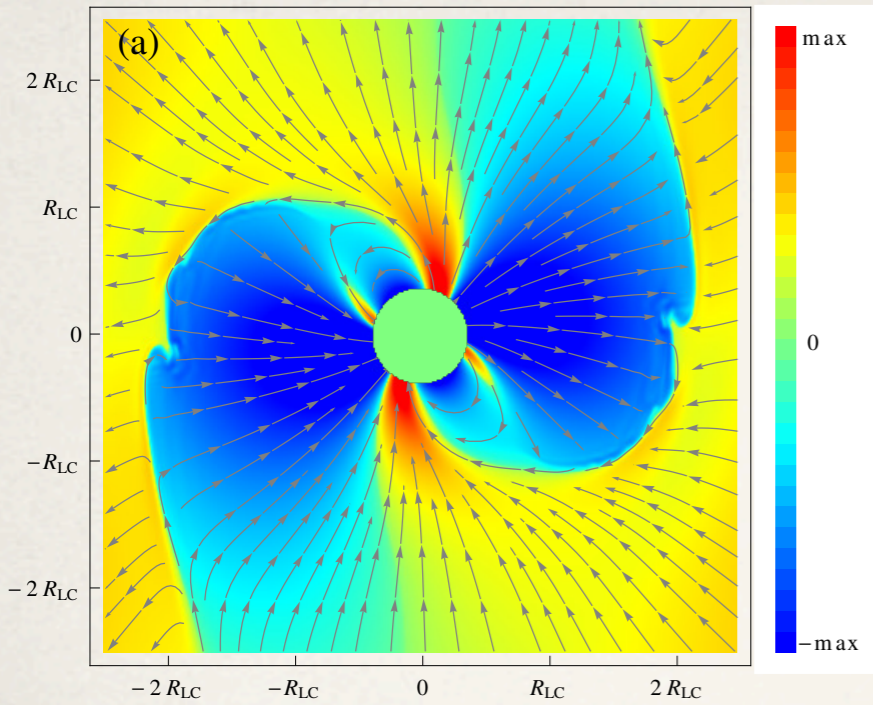 (a)
2 R_LC
R_LC
0
−R_LC
− 2 R_LC
− 2 R_LC −R_LC 0 R_LC 2 R_LC
max
0
−max